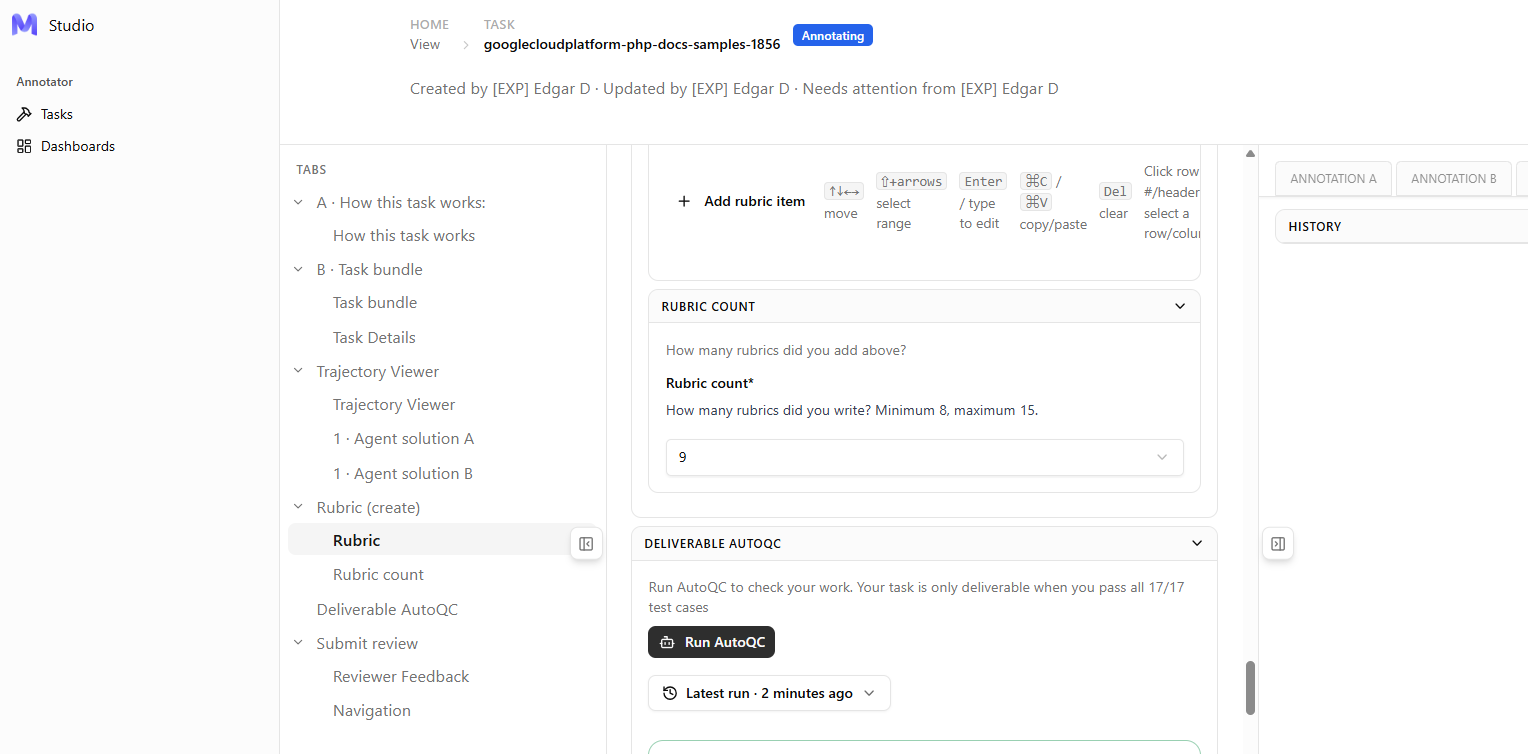 Studio
Annotator
Tasks
Dashboards
HOME
View
TASK
googlecloudplatform-php-docs-samples-1856
Annotating
Created by [EXP] Edgar D · Updated by [EXP] Edgar D · Needs attention from [EXP] Edgar D
TABS
A · How this task works:
How this task works
B · Task bundle
Task bundle
Task Details
Trajectory Viewer
Trajectory Viewer
1 · Agent solution A
1 · Agent solution B
Rubric (create)
Rubric
Rubric count
Deliverable AutoQC
Submit review
Reviewer Feedback
Navigation
+ Add rubric item
↑↓↔
move
⇧+arrows
select
range
Enter
/ type
to edit
⌘C /
⌘V
copy/paste
Del
clear
Click row
#/header
select a
row/colu
RUBRIC COUNT
How many rubrics did you add above?
Rubric count*
How many rubrics did you write? Minimum 8, maximum 15.
9
DELIVERABLE AUTOQC
Run AutoQC to check your work. Your task is only deliverable when you pass all 17/17
test cases
Run AutoQC
Latest run · 2 minutes ago
ANNOTATION A
ANNOTATION B
HISTORY